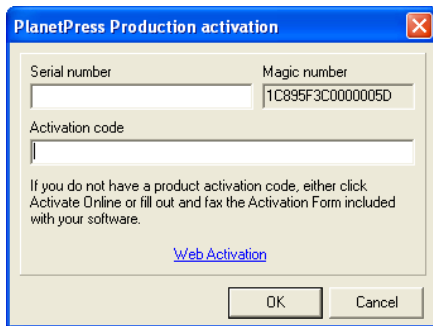 PlanetPress Production activation
Serial number Magic number
1C895F3C0000005D
Activation code
If you do not have a product activation code, either click
Activate Online or fill out and fax the Activation Form included
with your software.
Web Activation
OK Cancel